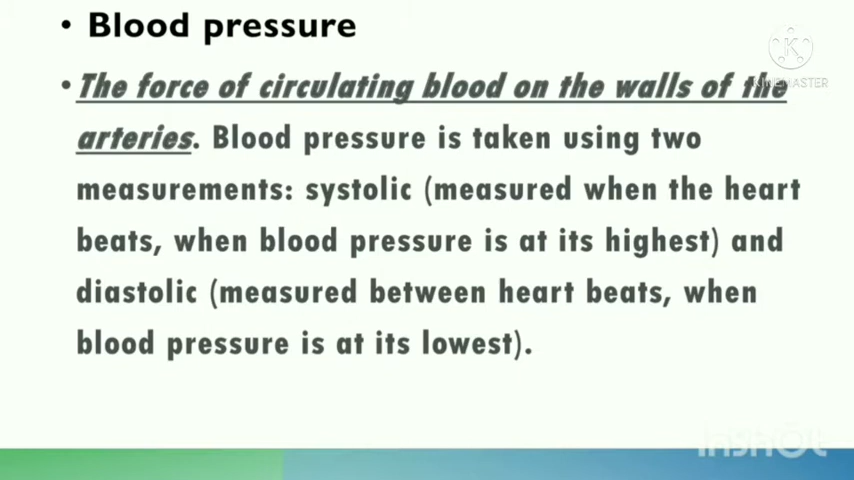 • Blood pressure
• The force of circulating blood on the walls of the
arteries. Blood pressure is taken using two
measurements: systolic (measured when the heart
beats, when blood pressure is at its highest) and
diastolic (measured between heart beats, when
blood pressure is at its lowest).
K
KINEMASTER
InShOt